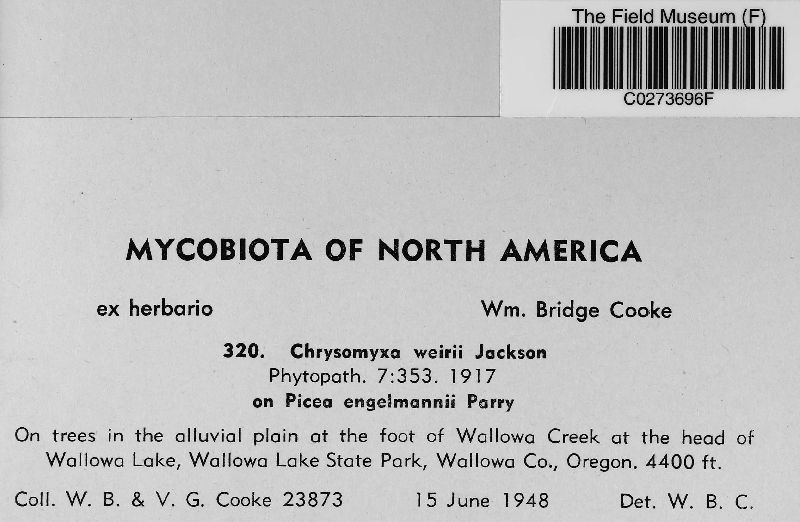 The Field Museum (F)
C0273696F
MYCOBIOTA OF NORTH AMERICA
ex herbario Wm. Bridge Cooke
320. Chrysomyxa weirii Jackson
Phytopath. 7:353. 1917
on Picea engelmannii Parry
On trees in the alluvial plain at the foot of Wallowa Creek at the head of
Wallowa Lake, Wallowa Lake State Park, Wallowa Co., Oregon. 4400 ft.
Coll. W. B. & V. G. Cooke 23873 15 June 1948 Det. W. B. C.